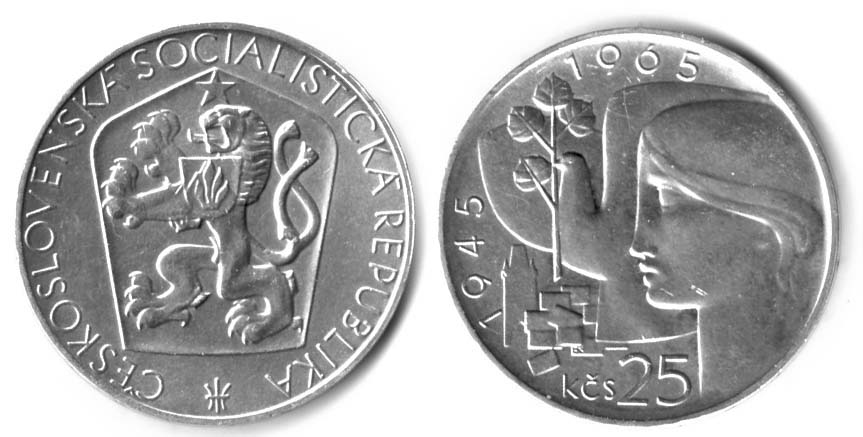 ČESKOSLOVENSKÁ SOCIALISTICKÁ REPUBLIKA
1945
1965
Kčs 25